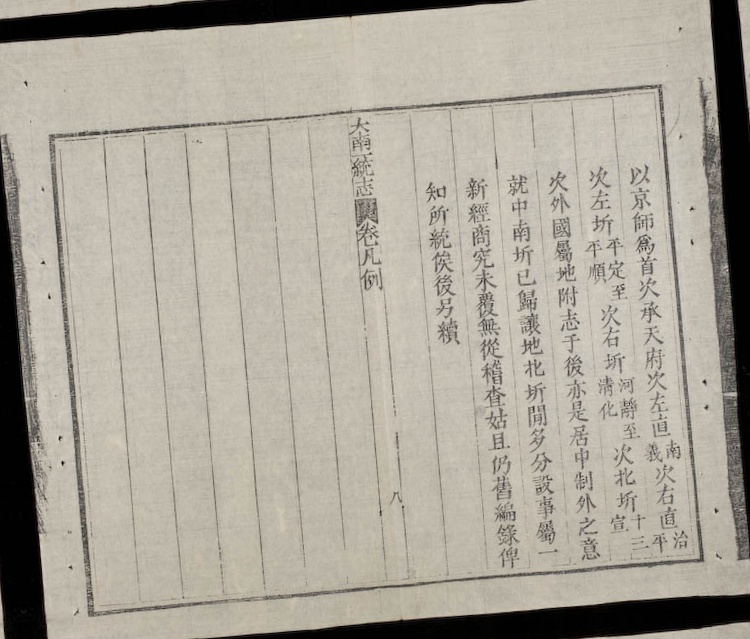 以京師爲首次承天府次左直南義次右直治平
次左圻平定至平順次右圻河靜至清化次北圻十三宣
次外國屬地附志于後亦是居中制外之意
就中南圻已歸讓地北圻閒多分設事屬一
新經商究未覆無從稽查姑且仍舊編錄俾
知所統俟後另續
大南一統志 卷凡例
八